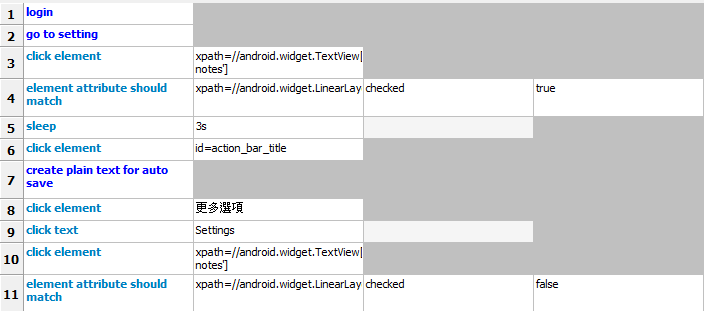 1 login
2 go to setting
3 click element xpath=//android.widget.TextView[
notes']
4 element attribute should xpath=//android.widget.LinearLay checked true
match
5 sleep 3s
6 click element id=action_bar_title
7 create plain text for auto
save
8 click element 更多選項
9 click text Settings
10 click element xpath=//android.widget.TextView[
notes']
11 element attribute should xpath=//android.widget.LinearLay checked false
match